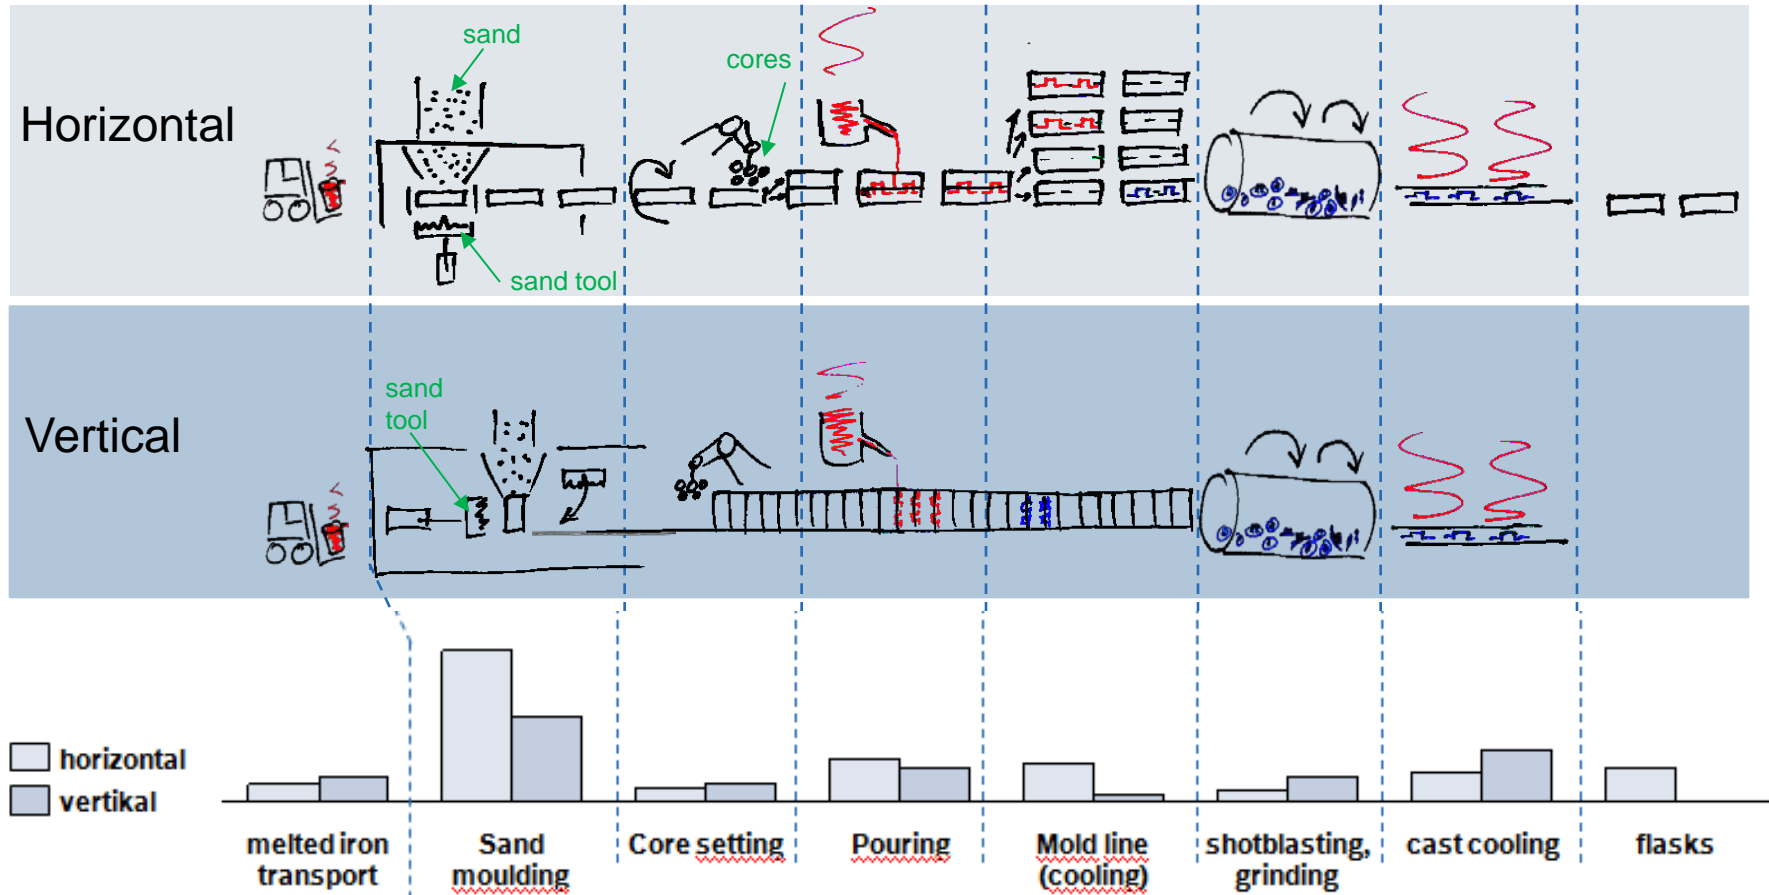 sand
cores
Horizontal
sand tool
sand
tool
Vertical
horizontal
vertikal
melted iron
transport
Sand
moulding
Core setting
Pouring
Mold line
(cooling)
shotblasting,
grinding
cast cooling
flasks